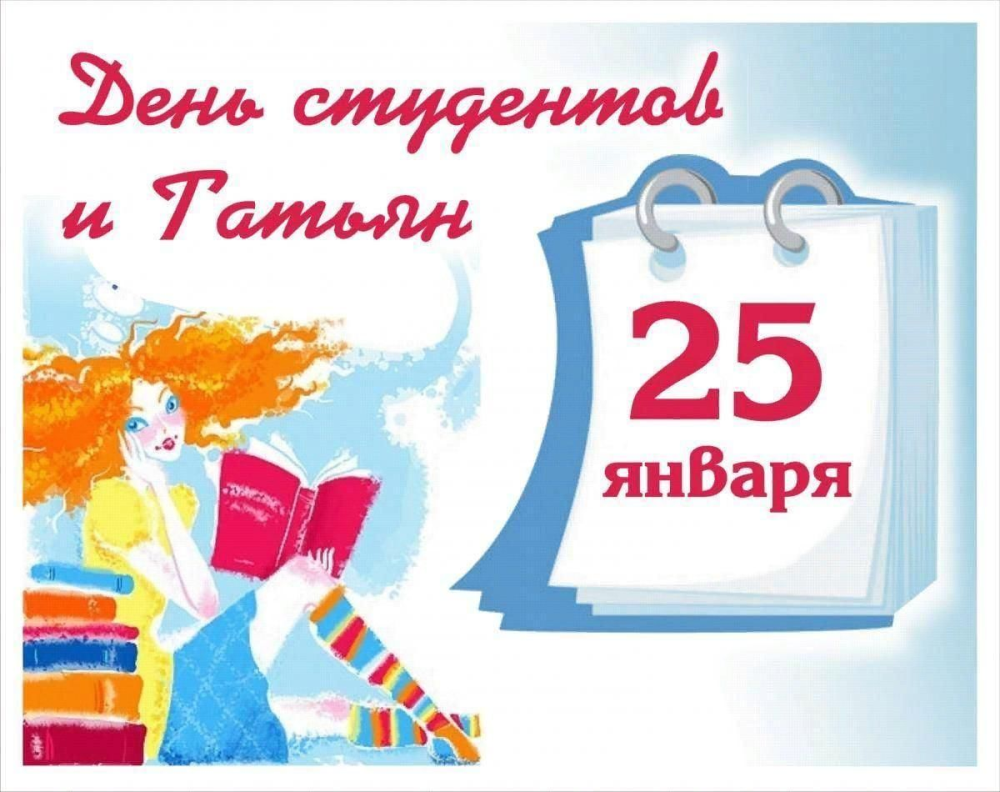 День студентов
и Татьян
25
января